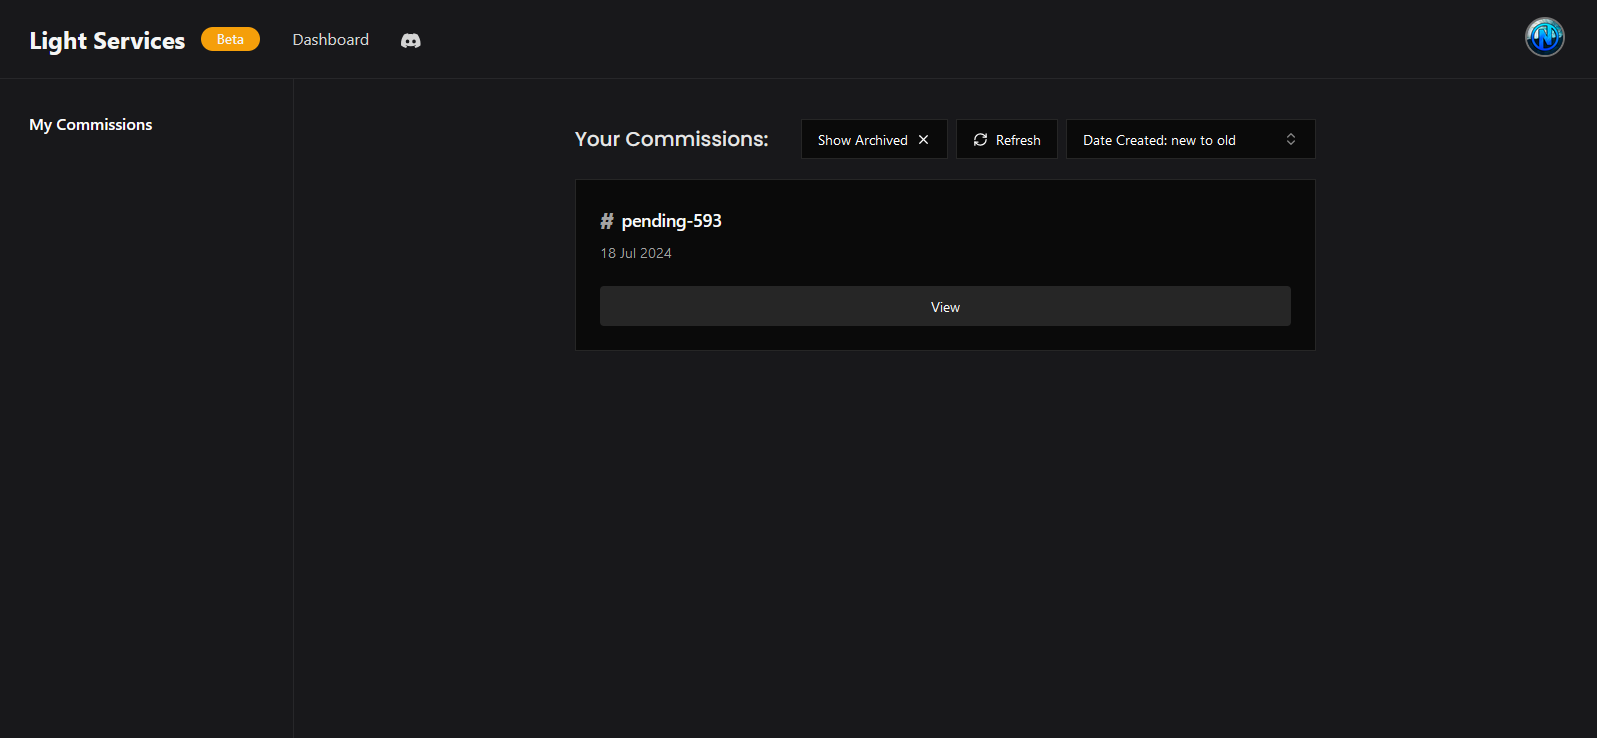 Light Services Beta Dashboard
My Commissions
Your Commissions: Show Archived Refresh Date Created: new to old
# pending-593
18 Jul 2024
View